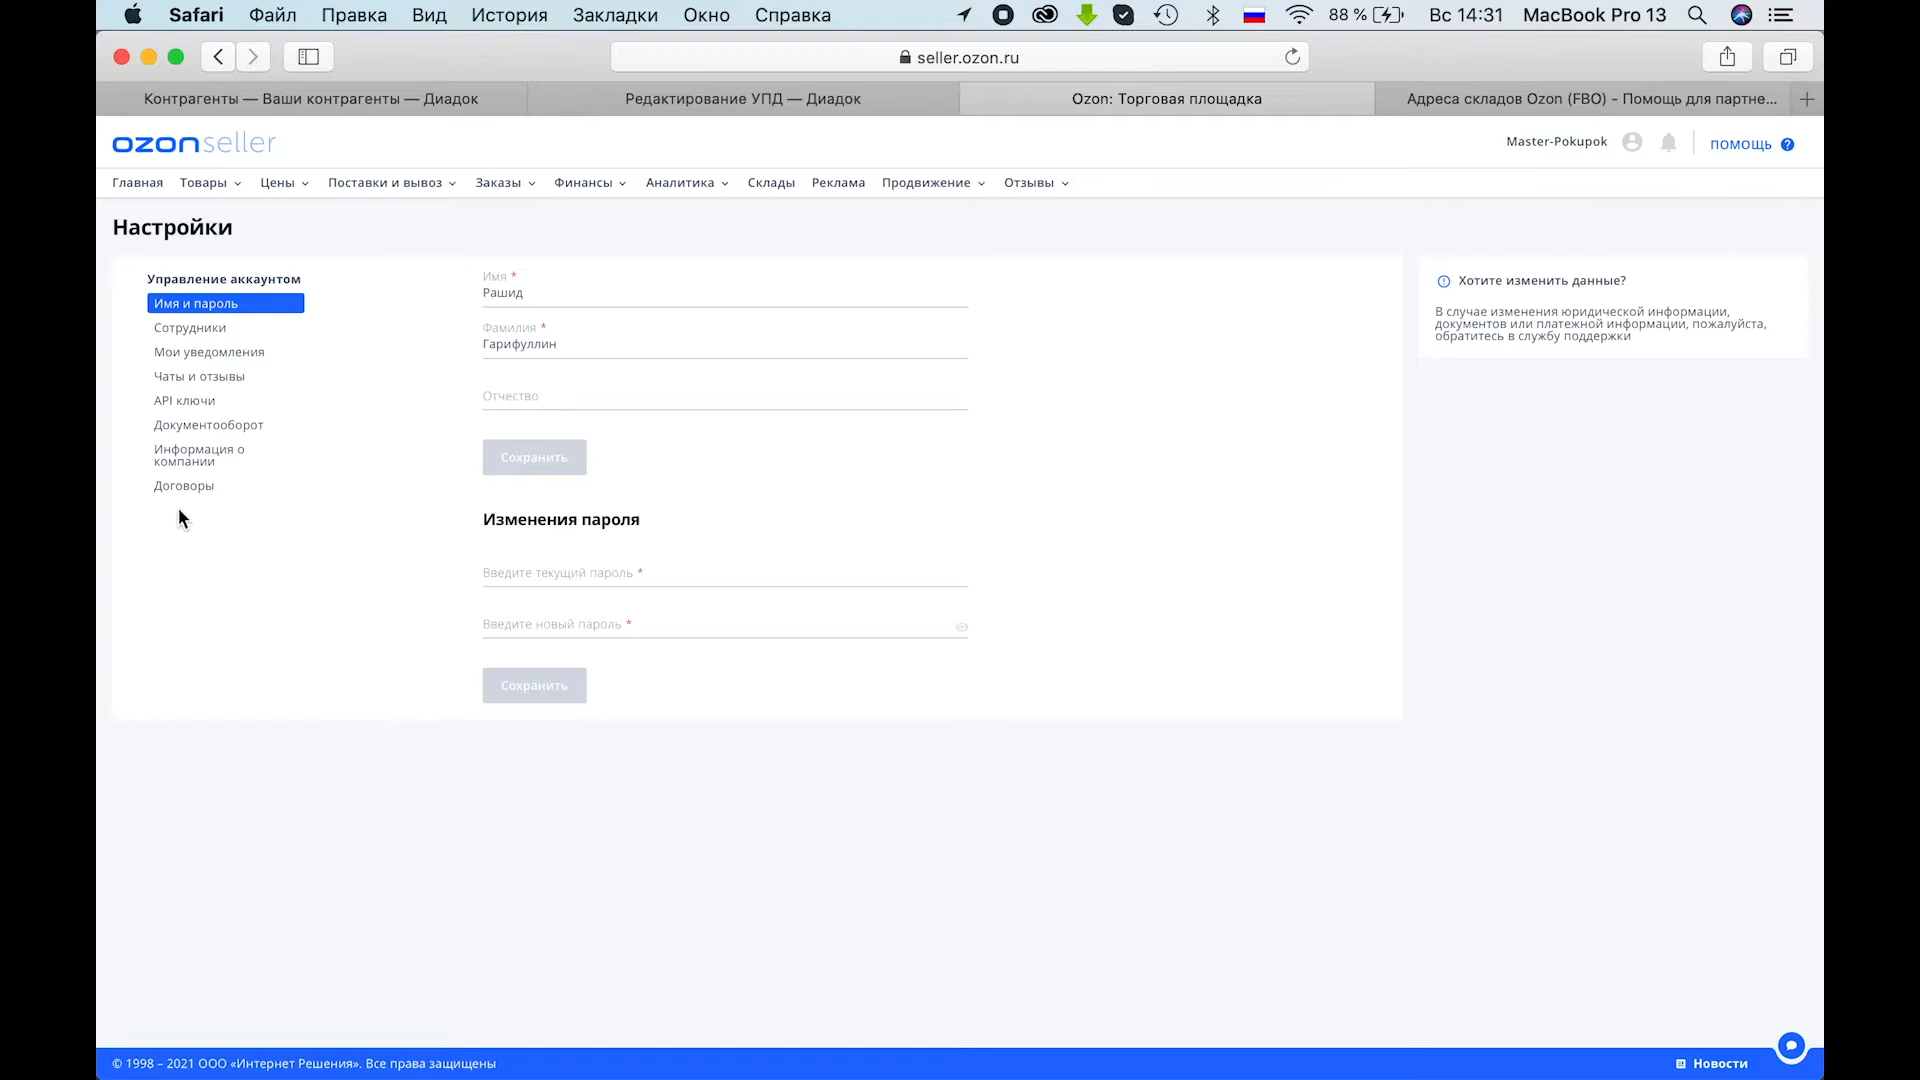 Safari Файл Правка Вид История Закладки Окно Справка 88 % Вс 14:31 MacBook Pro 13
seller.ozon.ru
Контрагенты — Ваши контрагенты — Диадок Редактирование УПД — Диадок Ozon: Торговая площадка Адреса складов Ozon (FBO) - Помощь для партне...
ozon seller Master-Pokupok ПОМОЩЬ ?
Главная Товары Цены Поставки и вывоз Заказы Финансы Аналитика Склады Реклама Продвижение Отзывы
Настройки
Управление аккаунтом
Имя и пароль
Сотрудники
Мои уведомления
Чаты и отзывы
API ключи
Документооборот
Информация о
компании
Договоры
Имя *
Рашид
Фамилия *
Гарифуллин
Отчество
Сохранить
Изменения пароля
Введите текущий пароль *
Введите новый пароль *
Сохранить
Хотите изменить данные?
В случае изменения юридической информации,
документов или платежной информации, пожалуйста,
обратитесь в службу поддержки
© 1998 – 2021 ООО «Интернет Решения». Все права защищены Новости